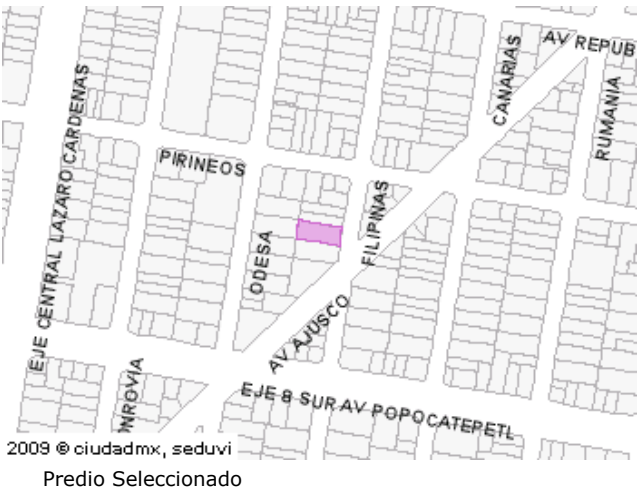 CANARIAS
AV REPUB
RUMANIA
EJE CENTRAL LAZARO CARDENAS
PIRINEOS
FILIPINAS
ODESA
AV AJUSCO
ONROVIA
EJE 8 SUR AV POPOCATEPETL
2009 © ciudadmx, seduvi
Predio Seleccionado